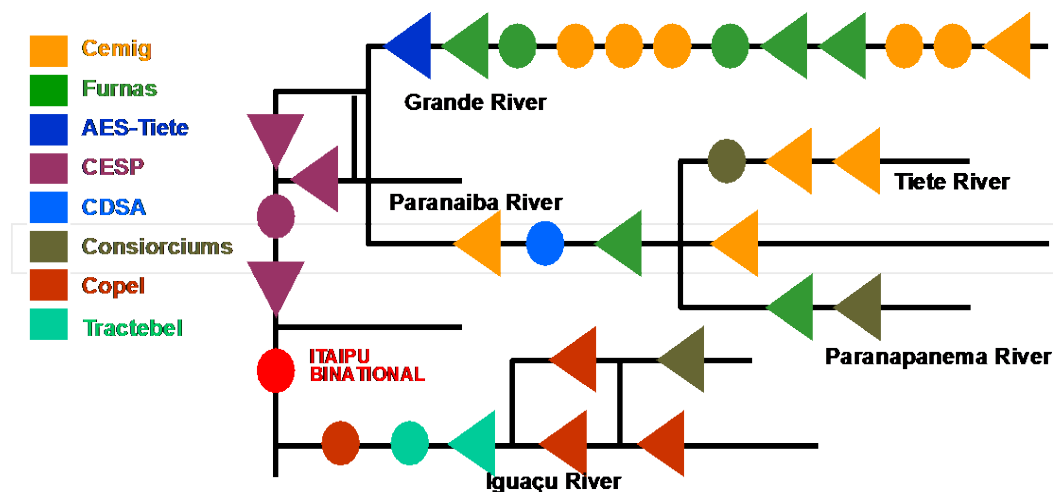 Cemig
Furnas
AES-Tiete
CESP
CDSA
Consiorciums
Copel
Tractebel
Grande River
Tiete River
Paranaiba River
Paranapanema River
ITAIPU
BINATIONAL
Iguaçu River